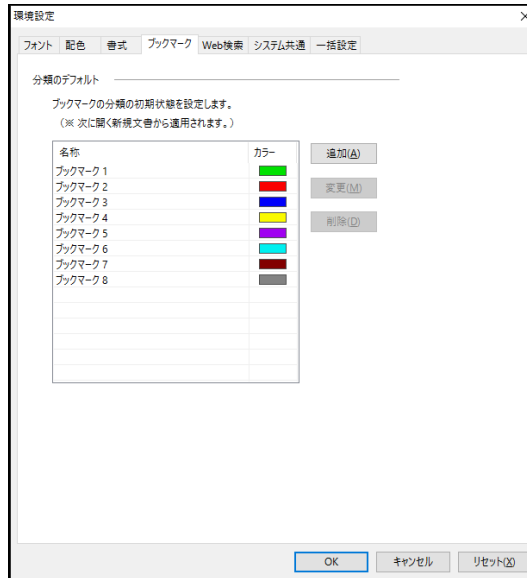 環境設定
フォント 配色 書式 ブックマーク Web検索 システム共通 一括設定
分類のデフォルト
ブックマークの分類の初期状態を設定します。
(※ 次に開く新規文書から適用されます。)
名称 カラー
ブックマーク 1
ブックマーク 2
ブックマーク 3
ブックマーク 4
ブックマーク 5
ブックマーク 6
ブックマーク 7
ブックマーク 8
追加(A)
変更(M)
削除(D)
OK キャンセル リセット(X)